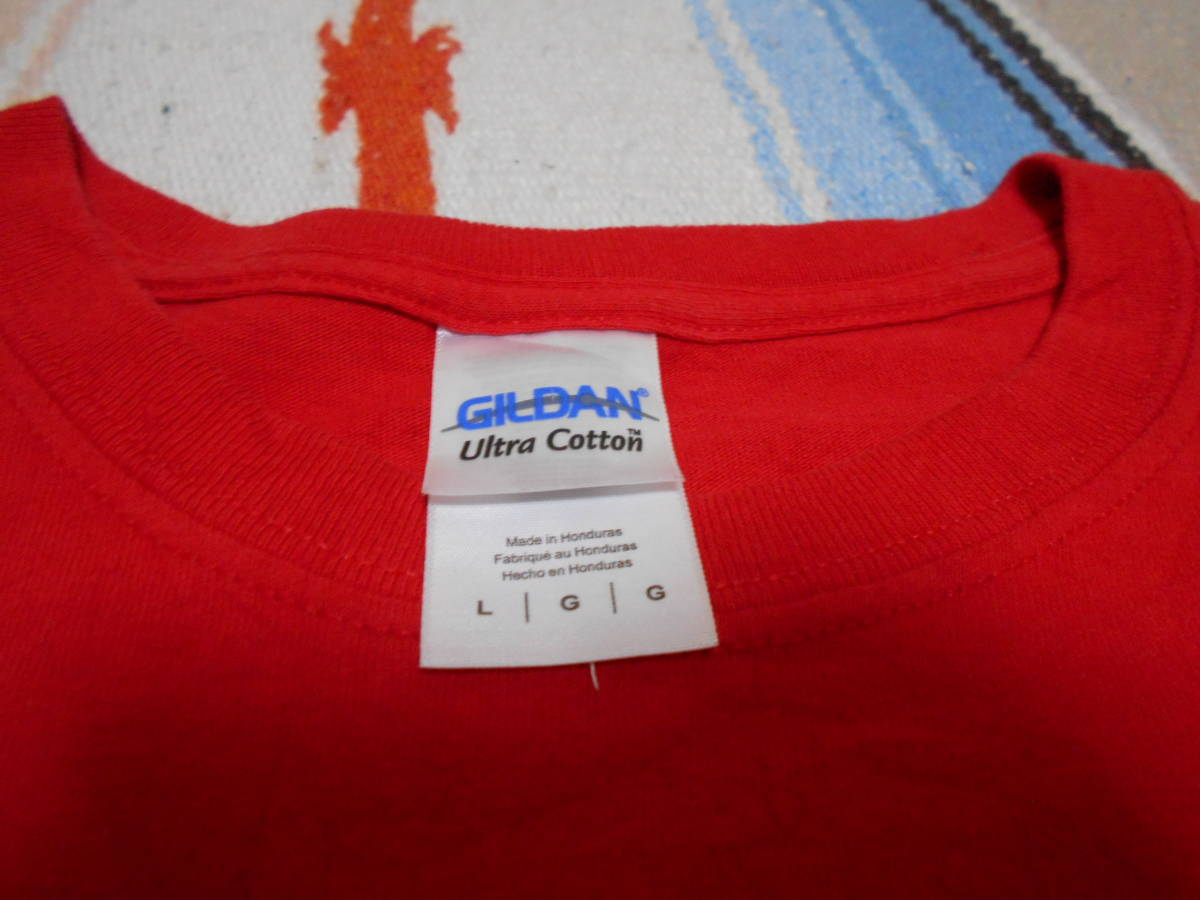 GILDAN®
Ultra Cotton™
Made in Honduras
Fabriqué au Honduras
Hecho en Honduras
L | G | G